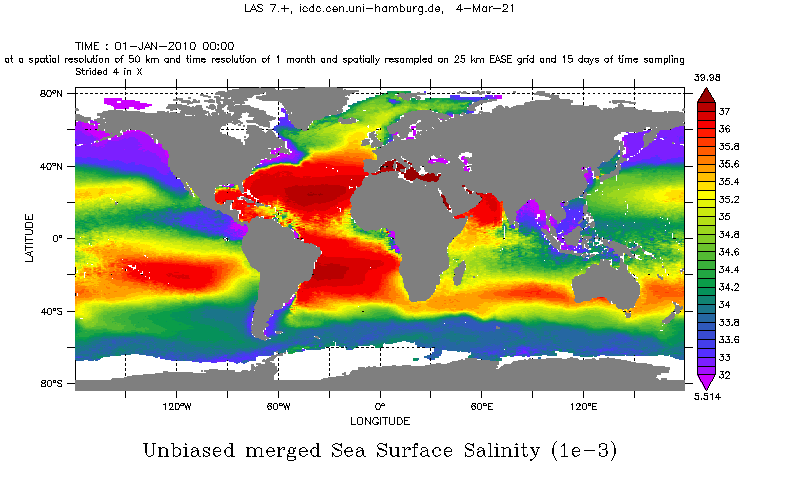 LAS 7.+, icdc.cen.uni-hamburg.de, 4-Mar-21
TIME : 01-JAN-2010 00:00
at a spatial resolution of 50 km and time resolution of 1 month and spatially resampled on 25 km EASE grid and 15 days of time sampling
Strided 4 in X
39.98
80°N
40°N
0°
40°S
80°S
LATITUDE
120°W
60°W
0°
60°E
120°E
LONGITUDE
37
36
35.8
35.6
35.4
35.2
35
34.8
34.6
34.4
34.2
34
33.8
33.6
33
32
5.514
Unbiased merged Sea Surface Salinity (1e-3)